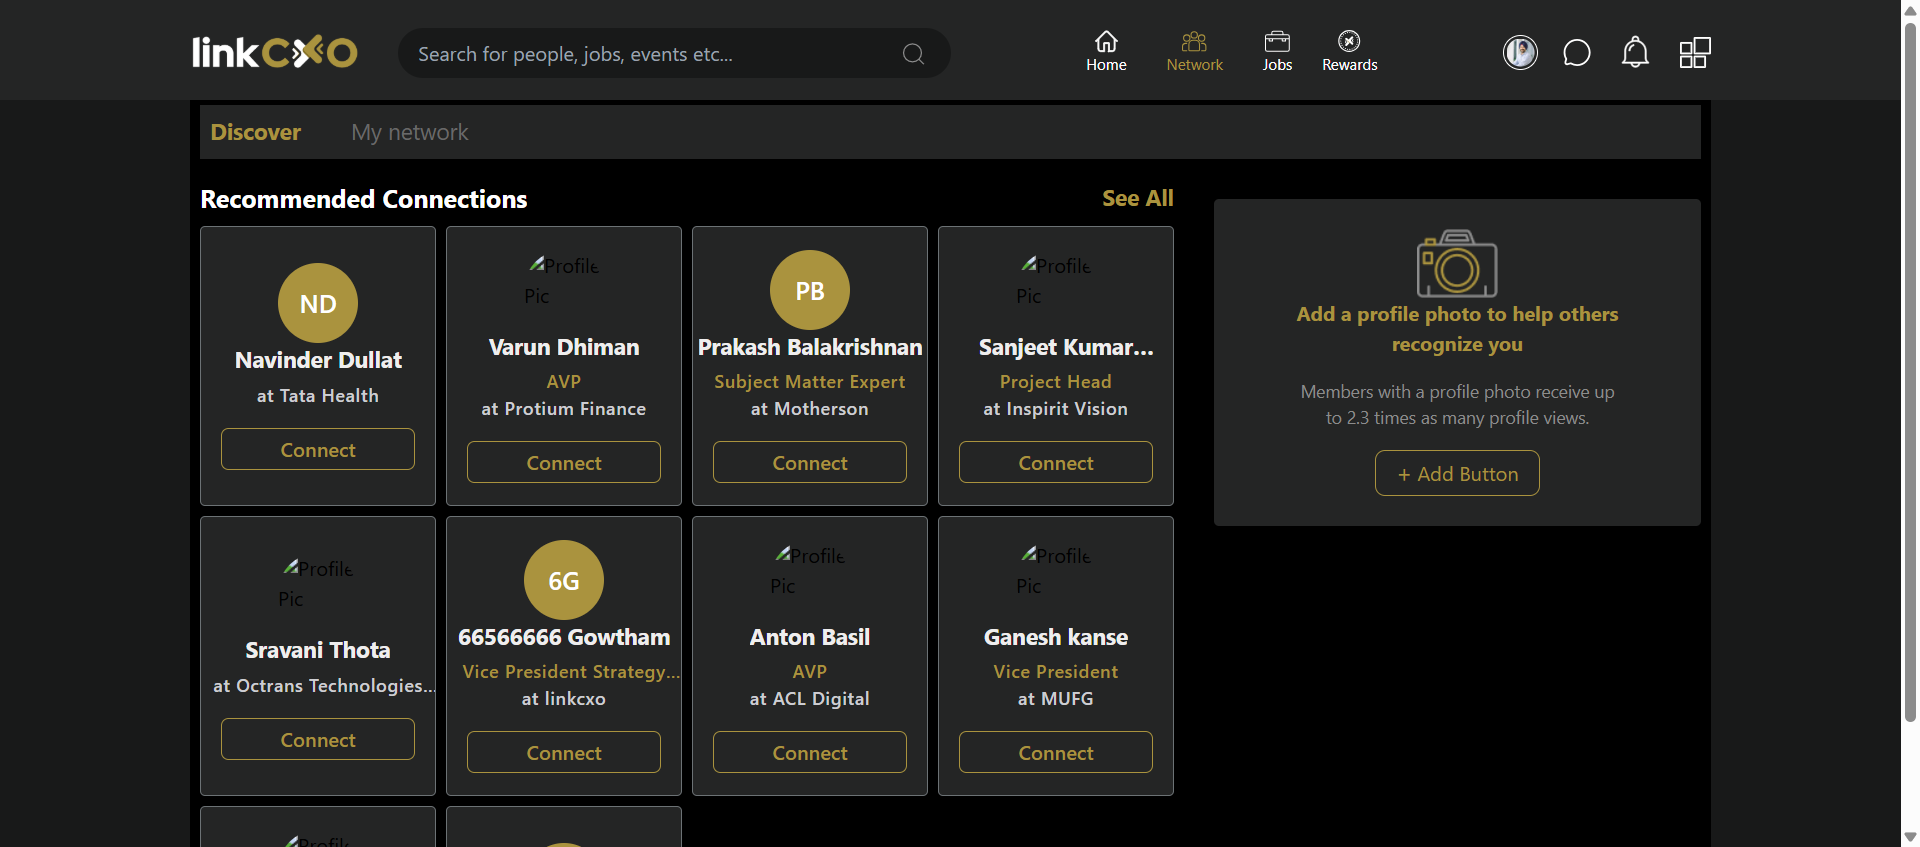 linkcxo
Search for people, jobs, events etc...
Home
Network
Jobs
Rewards
Discover
My network
Recommended Connections
See All
ND
Navinder Dullat
at Tata Health
Connect
Profile
Pic
Varun Dhiman
AVP
at Protium Finance
Connect
PB
Prakash Balakrishnan
Subject Matter Expert
at Motherson
Connect
Profile
Pic
Sanjeet Kumar...
Project Head
at Inspirit Vision
Connect
Add a profile photo to help others
recognize you
Members with a profile photo receive up
to 2.3 times as many profile views.
+ Add Button
Profile
Pic
Sravani Thota
at Octrans Technologies...
Connect
6G
66566666 Gowtham
Vice President Strategy...
at linkcxo
Connect
Profile
Pic
Anton Basil
AVP
at ACL Digital
Connect
Profile
Pic
Ganesh kanse
Vice President
at MUFG
Connect
Profile